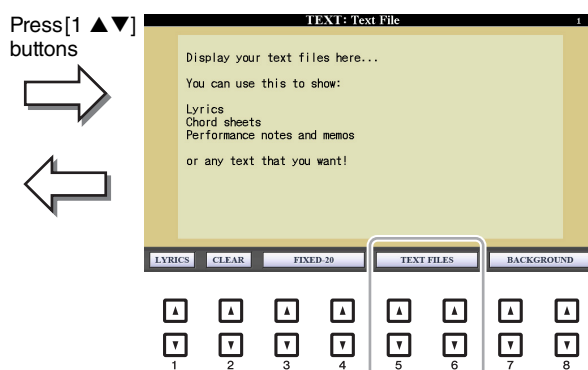 Press[1 ▲▼]
buttons
TEXT: Text File 1
Display your text files here...
You can use this to show:
Lyrics
Chord sheets
Performance notes and memos
or any text that you want!
LYRICS CLEAR FIXED-20 TEXT FILES BACKGROUND
1 2 3 4 5 6 7 8